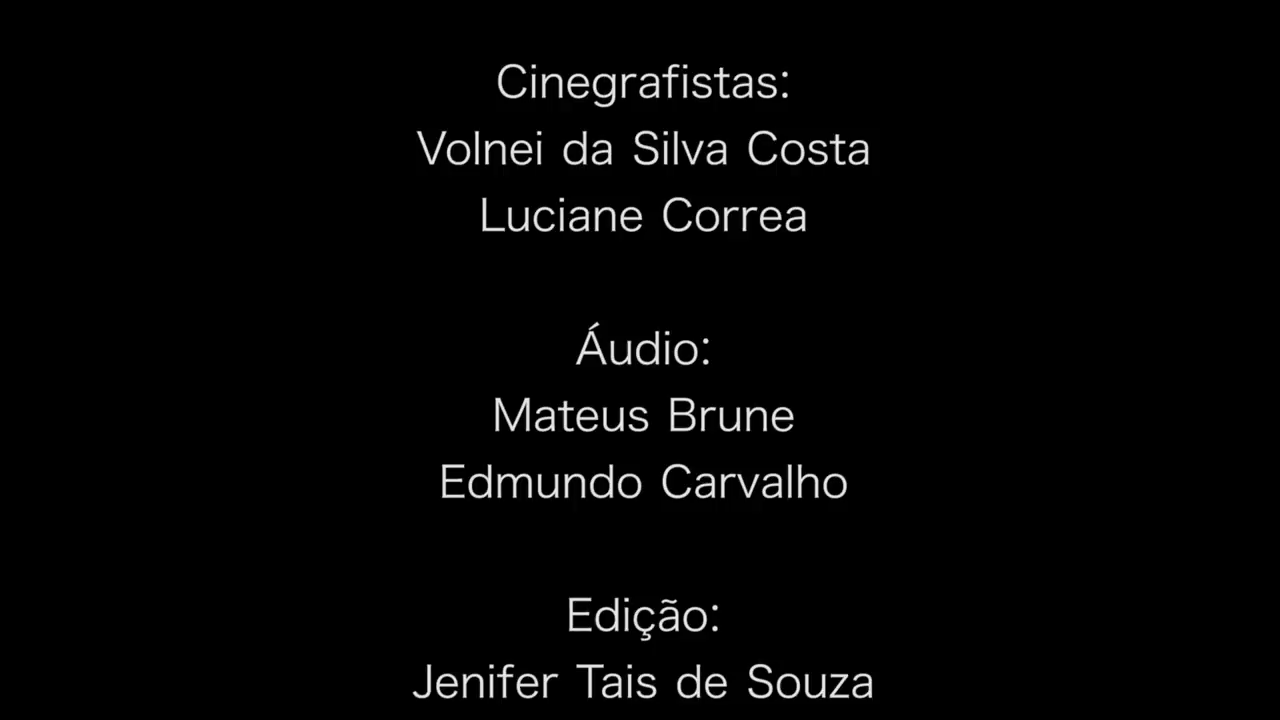 Cinegrafistas:
Volnei da Silva Costa
Luciane Correa
Áudio:
Mateus Brune
Edmundo Carvalho
Edição:
Jenifer Tais de Souza